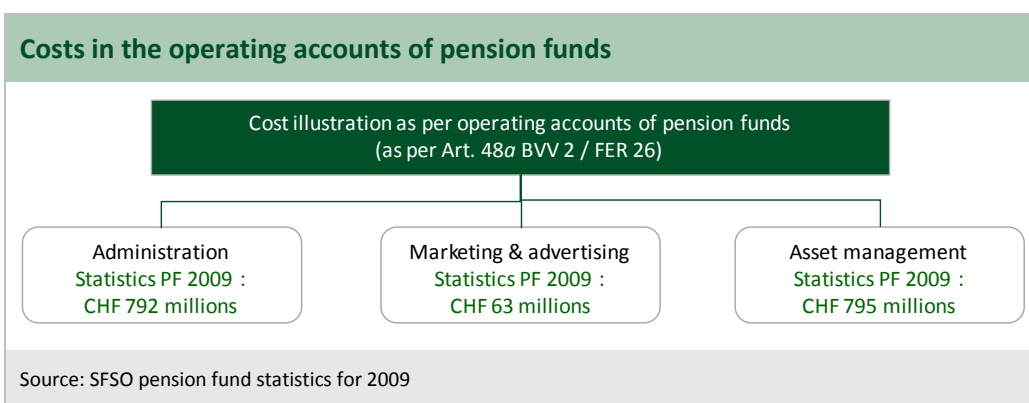 Costs in the operating accounts of pension funds
Cost illustration as per operating accounts of pension funds
(as per Art. 48a BVV 2 / FER 26)
Administration
Statistics PF 2009 :
CHF 792 millions
Marketing & advertising
Statistics PF 2009 :
CHF 63 millions
Asset management
Statistics PF 2009 :
CHF 795 millions
Source: SFSO pension fund statistics for 2009